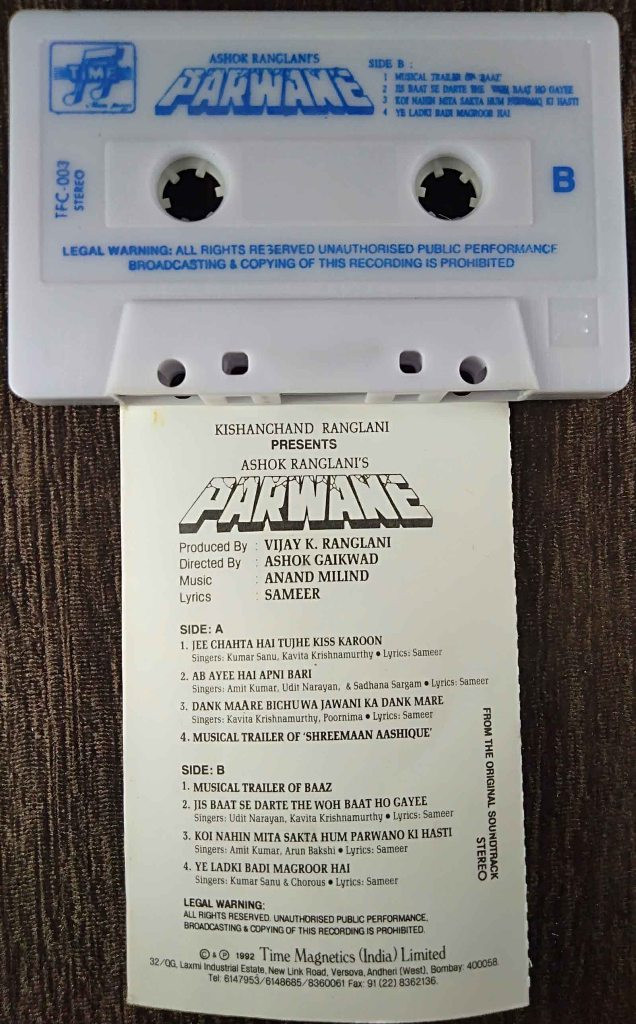 TIME
ASHOK RANGLANI'S
PARWANE
SIDE B :
1 MUSICAL TRAILER OF BAAZ
2 JIS BAAT SE DARTE THE WOH BAAT HO GAYEE
3 KOI NAHIN MITA SAKTA HUM KI HASTI
4 YE LADKI BADI MAGROOR HAI
TFC-003
STEREO
B
LEGAL WARNING: ALL RIGHTS RESERVED UNAUTHORISED PUBLIC PERFORMANCE
BROADCASTING & COPYING OF THIS RECORDING IS PROHIBITED
KISHANCHAND RANGLANI
PRESENTS
ASHOK RANGLANI'S
PARWANE
Produced By : VIJAY K. RANGLANI
Directed By : ASHOK GAIKWAD
Music : ANAND MILIND
Lyrics : SAMEER
SIDE: A
1. JEE CHAHTA HAI TUJHE KISS KAROON
Singers: Kumar Sanu, Kavita Krishnamurthy ● Lyrics: Sameer
2. AB AYEE HAI APNI BARI
Singers: Amit Kumar, Udit Narayan, & Sadhana Sargam ● Lyrics: Sameer
3. DANK MAARE BICHUWA JAWANI KA DANK MARE
Singers: Kavita Krishnamurthy, Poornima ● Lyrics: Sameer
4. MUSICAL TRAILER OF 'SHREEMAAN AASHIQUE'
SIDE: B
1. MUSICAL TRAILER OF BAAZ
2. JIS BAAT SE DARTE THE WOH BAAT HO GAYEE
Singers: Udit Narayan, Kavita Krishnamurthy ● Lyrics: Sameer
3. KOI NAHIN MITA SAKTA HUM PARWANO KI HASTI
Singers: Amit Kumar, Arun Bakshi ● Lyrics: Sameer
4. YE LADKI BADI MAGROOR HAI
Singers: Kumar Sanu & Chorous ● Lyrics: Sameer
FROM THE ORIGINAL SOUNDTRACK
STEREO
LEGAL WARNING:
ALL RIGHTS RESERVED. UNAUTHORISED PUBLIC PERFORMANCE,
BROADCASTING & COPYING OF THIS RECORDING IS PROHIBITED.
© & ℗ 1992 Time Magnetics (India) Limited
32/QG, Laxmi Industrial Estate, New Link Road, Versova, Andheri (West), Bombay 400058.
Tel: 6147953/6148685/8360061 Fax: 91 (22) 8362136.